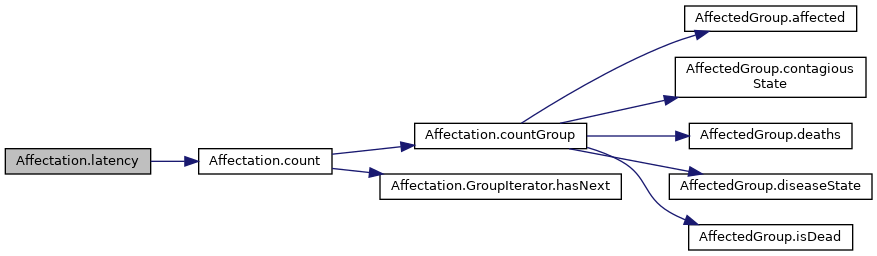 Affectation.latency
Affectation.count
Affectation.countGroup
Affectation.GroupIterator.hasNext
AffectedGroup.affected
AffectedGroup.contagious
State
AffectedGroup.deaths
AffectedGroup.diseaseState
AffectedGroup.isDead